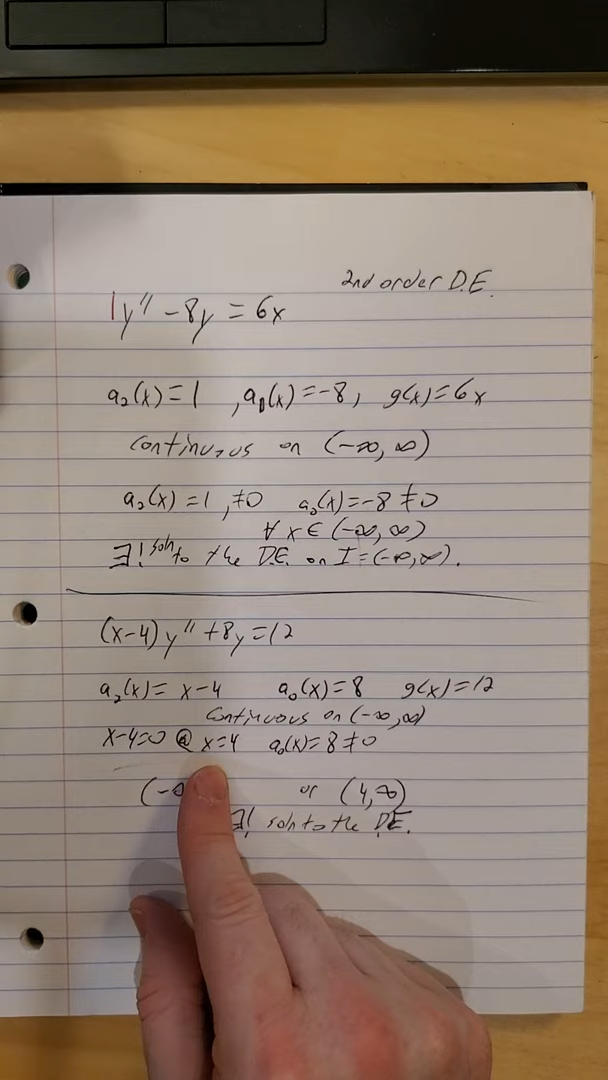 2nd order D.E.
1y'' - 8y = 6x
a₂(x) = 1 , a₀(x) = -8, g(x) = 6x
continuous on (-∞, ∞)
a₂(x) = 1 , ≠0 a₀(x) = -8 ≠ 0
∀ x ∈ (-∞, ∞)
∃! soln to the D.E. on I = (-∞, ∞).
(x-4) y'' + 8y = 12
a₂(x) = x-4 a₀(x) = 8 g(x) = 12
Continuous on (-∞, ∞)
x-4=0 @ x=4 a₀(x) = 8 ≠ 0
(-∞ or (4, ∞)
∃! soln to the D.E.